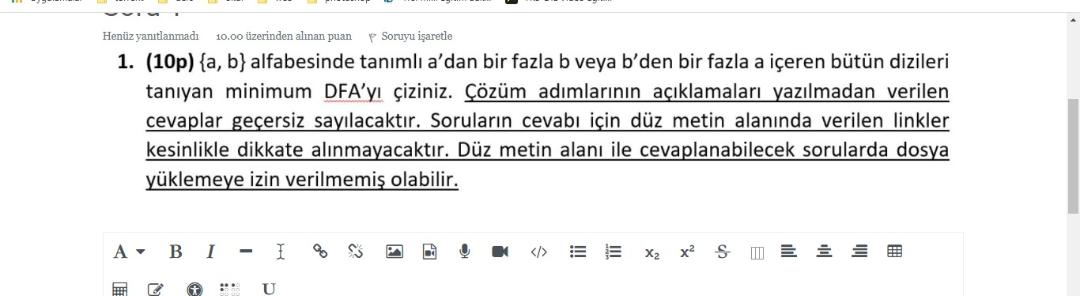 Henüz yanıtlanmadı 10.00 üzerinden alınan puan Soruyu işaretle
1. (10p) {a, b} alfabesinde tanımlı a’dan bir fazla b veya b’den bir fazla a içeren bütün dizileri
tanıyan minimum DFA’yı çiziniz. Çözüm adımlarının açıklamaları yazılmadan verilen
cevaplar geçersiz sayılacaktır. Soruların cevabı için düz metin alanında verilen linkler
kesinlikle dikkate alınmayacaktır. Düz metin alanı ile cevaplanabilecek sorularda dosya
yüklemeye izin verilmemiş olabilir.
A B I </> x₂ x² S
U